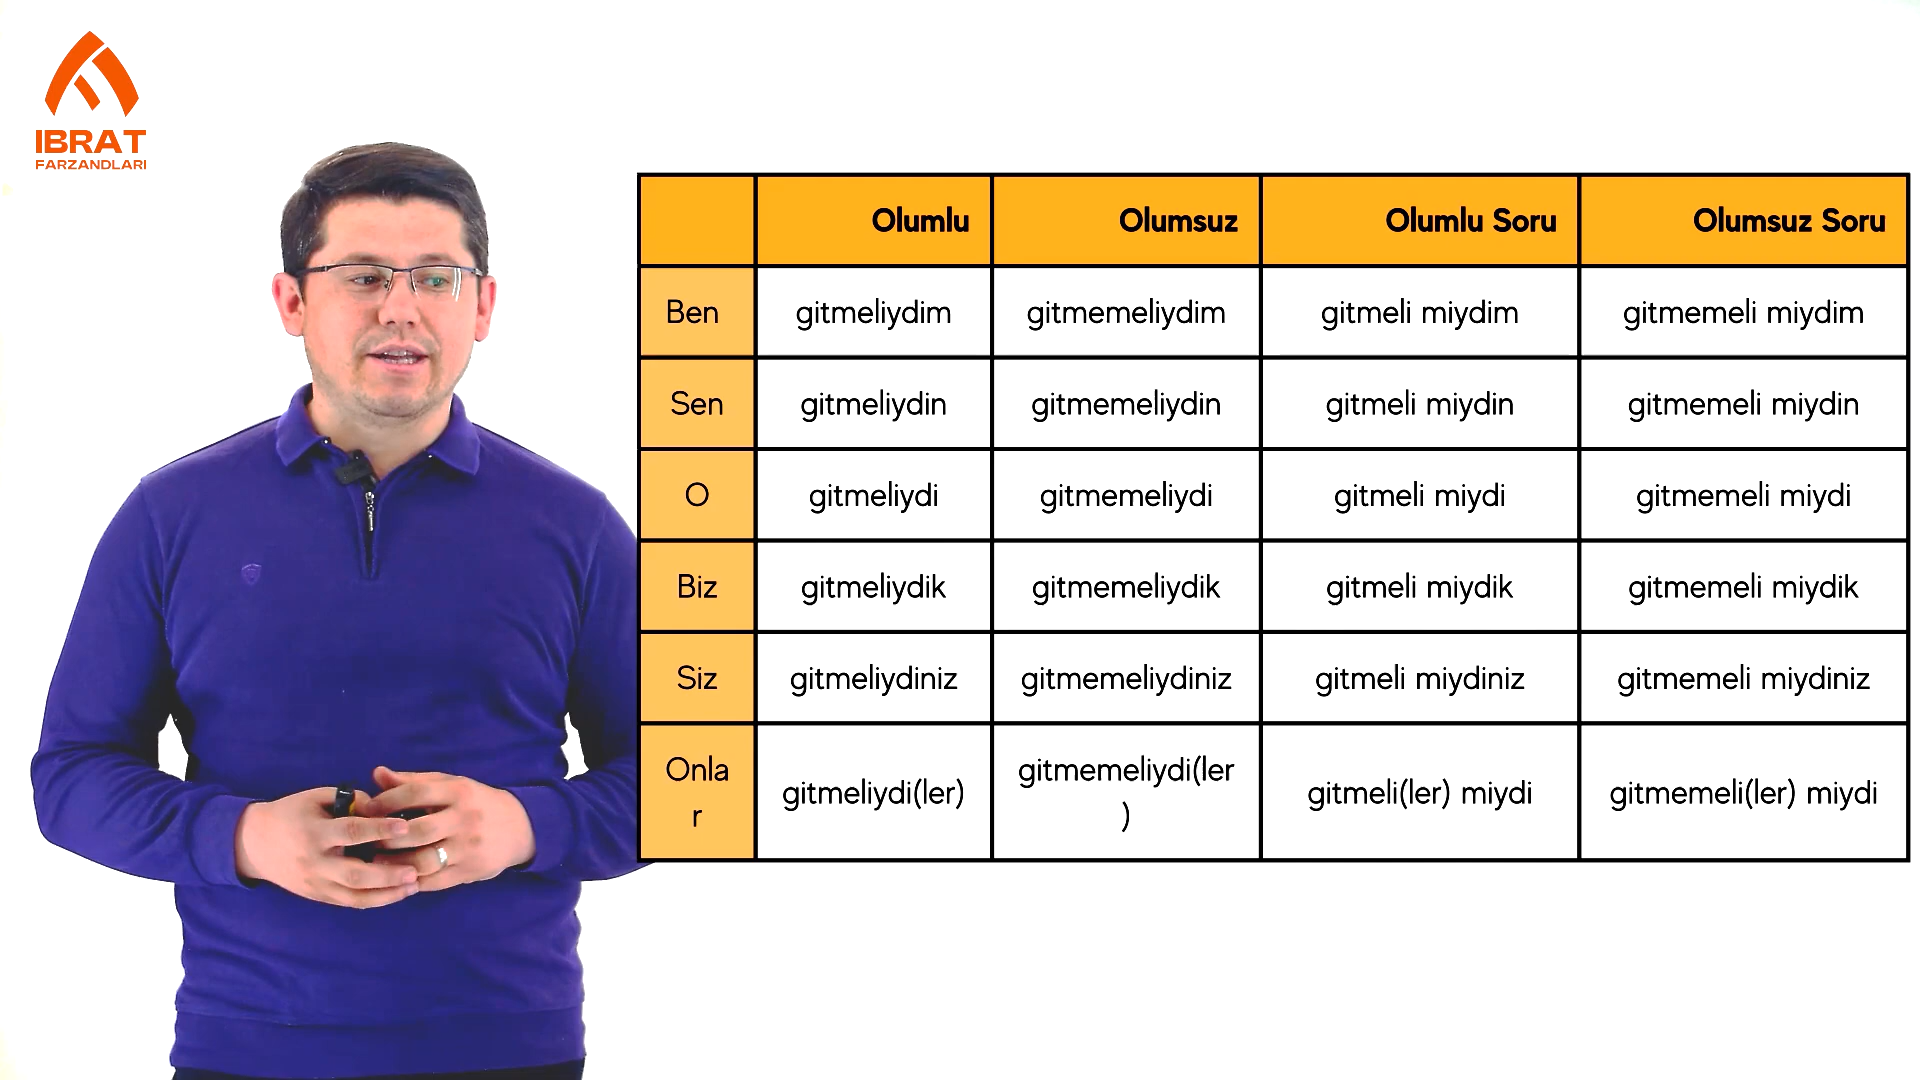 IBRAT
FARZANDLARI
Olumlu Olumsuz Olumlu Soru Olumsuz Soru
Ben gitmeliydim gitmemeliydim gitmeli miydim gitmemeli miydim
Sen gitmeliydin gitmemeliydin gitmeli miydin gitmemeli miydin
O gitmeliydi gitmemeliydi gitmeli miydi gitmemeli miydi
Biz gitmeliydik gitmemeliydik gitmeli miydik gitmemeli miydik
Siz gitmeliydiniz gitmemeliydiniz gitmeli miydiniz gitmemeli miydiniz
Onla
r gitmeliydi(ler) gitmemeliydi(ler
) gitmeli(ler) miydi gitmemeli(ler) miydi